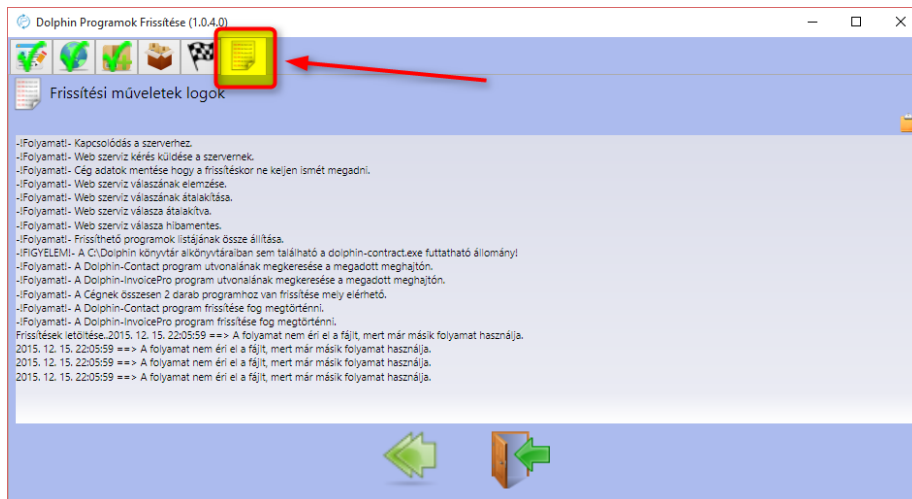 Dolphin Programok Frissítése (1.0.4.0)
Frissítési műveletek logok
-!Folyamat!- Kapcsolódás a szerverhez.
-!Folyamat!- Web szerviz kérés küldése a szervernek.
-!Folyamat!- Cég adatok mentése hogy a frissítéskor ne keljen ismét megadni.
-!Folyamat!- Web szerviz válaszának elemzése.
-!Folyamat!- Web szerviz válaszának átalakítása.
-!Folyamat!- Web szerviz válasza átalakítva.
-!Folyamat!- Web szerviz válasza hibamentes.
-!Folyamat!- Frissíthető programok listájának össze állítása.
-!FIGYELEM!- A C:\Dolphin könyvtár alkönyvtáraiban sem található a dolphin-contract.exe futtatható állomány!
-!Folyamat!- A Dolphin-Contact program utvonalának megkeresése a megadott meghajtón.
-!Folyamat!- A Dolphin-InvoicePro program utvonalának megkeresése a megadott meghajtón.
-!Folyamat!- A Cégnek összesen 2 darab programhoz van frissítése mely elérhető.
-!Folyamat!- A Dolphin-Contact program frissítése fog megtörténni.
-!Folyamat!- A Dolphin-InvoicePro program frissítése fog megtörténni.
Frissítések letöltése..2015. 12. 15. 22:05:59 ==> A folyamat nem éri el a fájlt, mert már másik folyamat használja.
2015. 12. 15. 22:05:59 ==> A folyamat nem éri el a fájlt, mert már másik folyamat használja.
2015. 12. 15. 22:05:59 ==> A folyamat nem éri el a fájlt, mert már másik folyamat használja.
2015. 12. 15. 22:05:59 ==> A folyamat nem éri el a fájlt, mert már másik folyamat használja.